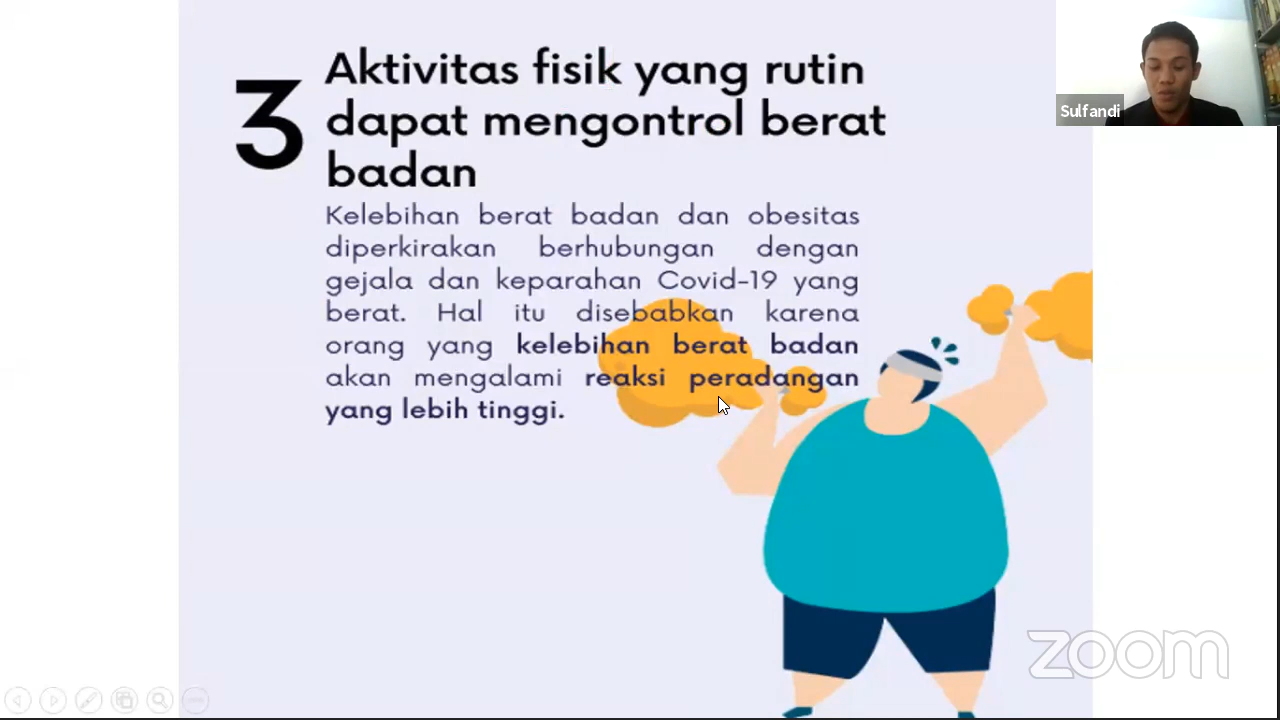 3
Aktivitas fisik yang rutin
dapat mengontrol berat
badan
Kelebihan berat badan dan obesitas
diperkirakan berhubungan dengan
gejala dan keparahan Covid-19 yang
berat. Hal itu disebabkan karena
orang yang kelebihan berat badan
akan mengalami reaksi peradangan
yang lebih tinggi.
Sulfandi
zoom